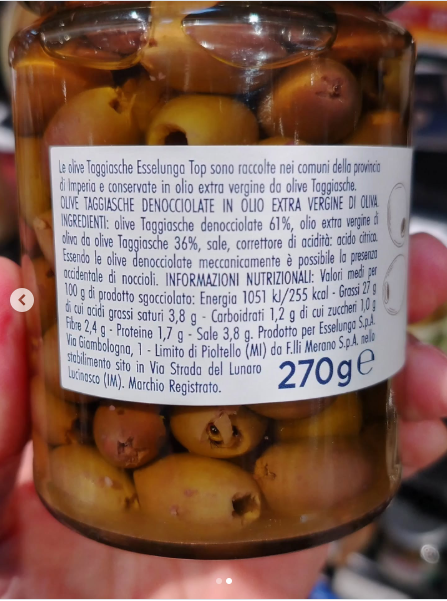 Le olive Taggiasche Esselunga Top sono raccolte nei comuni della provincia
di Imperia e conservate in olio extra vergine da olive Taggiasche.
OLIVE TAGGIASCHE DENOCCIOLATE IN OLIO EXTRA VERGINE DI OLIVA.
INGREDIENTI: olive Taggiasche denocciolate 61%, olio extra vergine di
oliva da olive Taggiasche 36%, sale, correttore di acidità: acido citrico.
Essendo le olive denocciolate meccanicamente è possibile la presenza
accidentale di noccioli. INFORMAZIONI NUTRIZIONALI: Valori medi per
100 g di prodotto sgocciolato: Energia 1051 kJ/255 kcal - Grassi 27 g
di cui acidi grassi saturi 3,8 g - Carboidrati 1,2 g di cui zuccheri 1,0 g
Fibre 2,4 g - Proteine 1,7 g - Sale 3,8 g. Prodotto per Esselunga S.p.A.
Via Giambologna, 1 - Limito di Pioltello (MI) da F.lli Merano S.p.A. nello
stabilimento sito in Via Strada del Lunaro
Lucinasco (IM). Marchio Registrato.
270g e